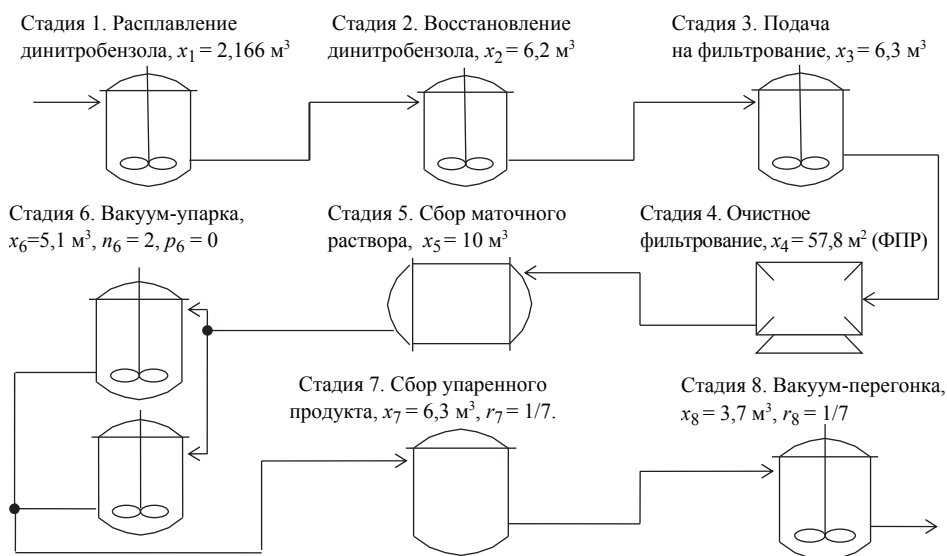 Стадия 1. Расплавление
динитробензола, x₁ = 2,166 м³
Стадия 2. Восстановление
динитробензола, x₂ = 6,2 м³
Стадия 3. Подача
на фильтрование, x₃ = 6,3 м³
Стадия 6. Вакуум-упарка,
x₆=5,1 м³, n₆ = 2, p₆ = 0
Стадия 5. Сбор маточного
раствора, x₅ = 10 м³
Стадия 4. Очистное
фильтрование, x₄ = 57,8 м² (ФПР)
Стадия 7. Сбор упаренного
продукта, x₇ = 6,3 м³, r₇ = 1/7.
Стадия 8. Вакуум-перегонка,
x₈ = 3,7 м³, r₈ = 1/7